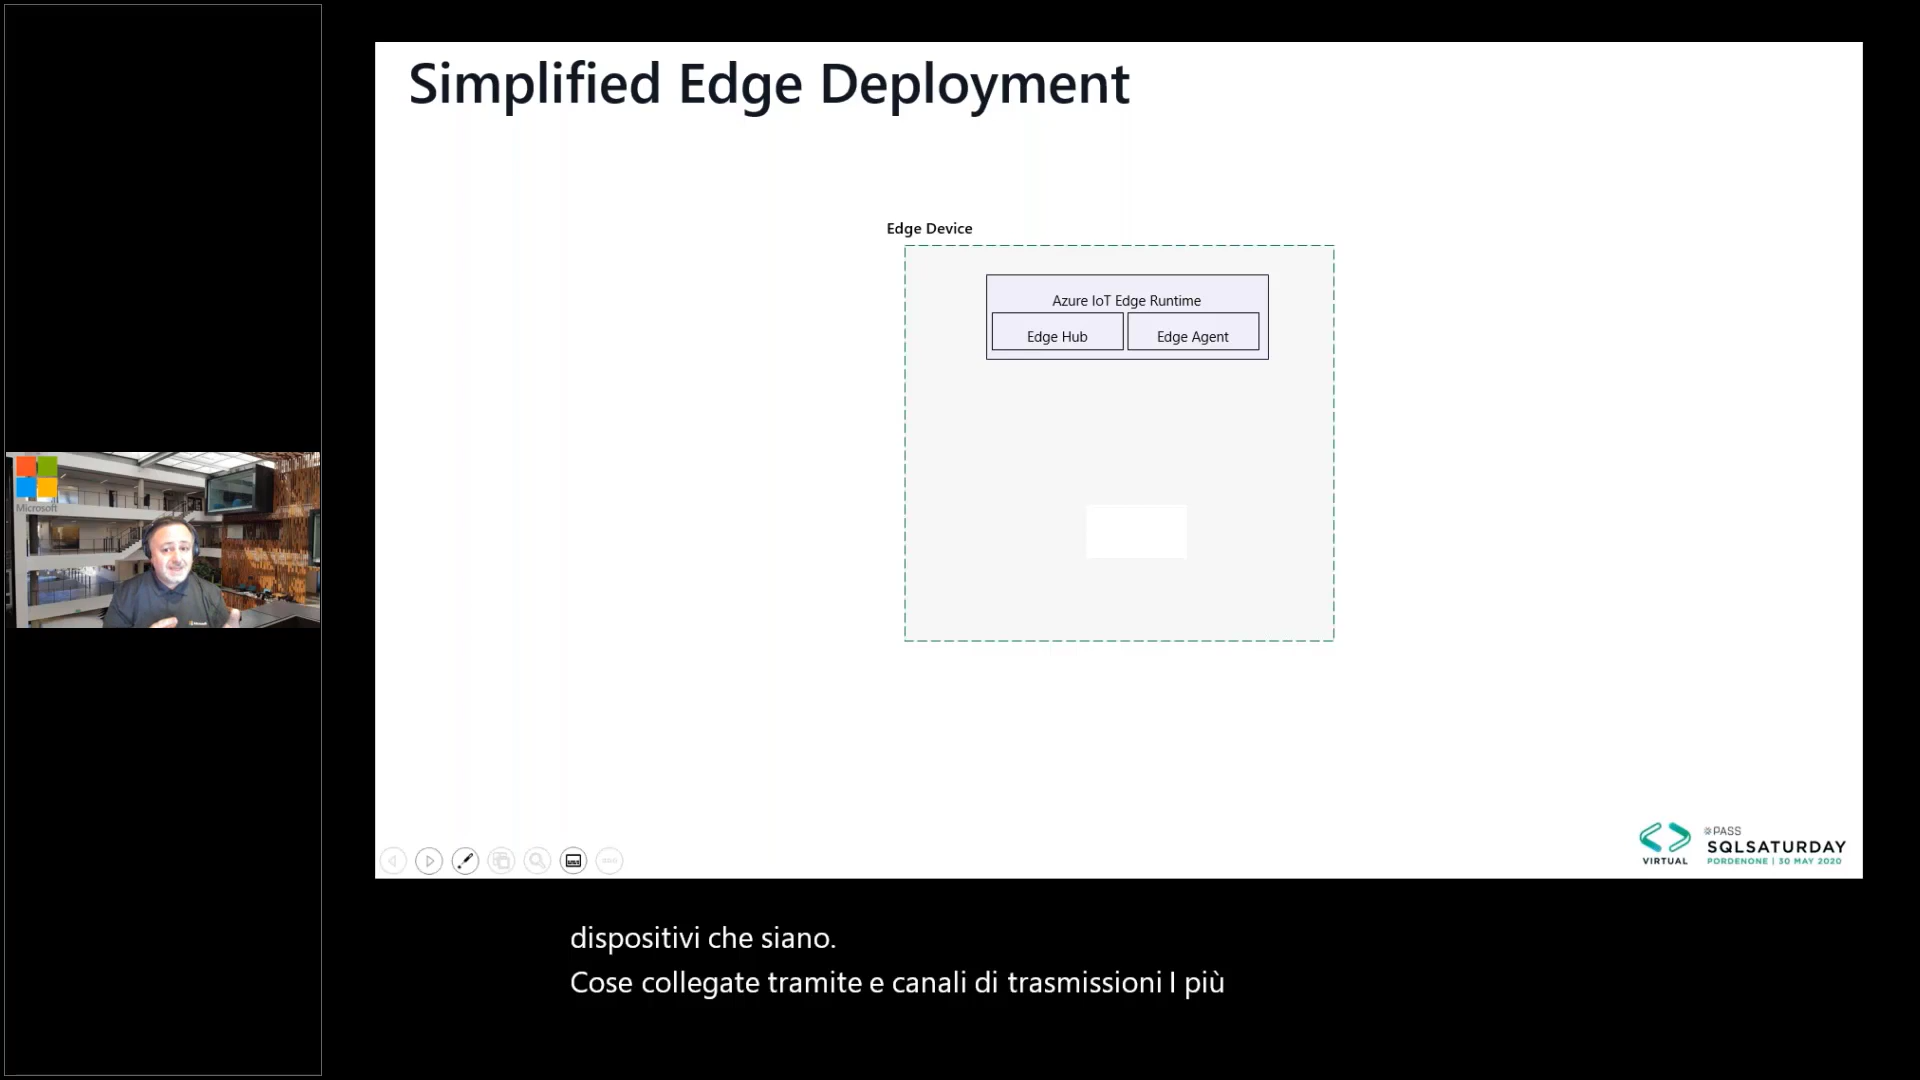 Simplified Edge Deployment
Edge Device
Azure IoT Edge Runtime
Edge Hub
Edge Agent
Microsoft
PASS
SQLSATURDAY
VIRTUAL
PORDENONE | 30 MAY 2020
dispositivi che siano.
Cose collegate tramite e canali di trasmissioni I più